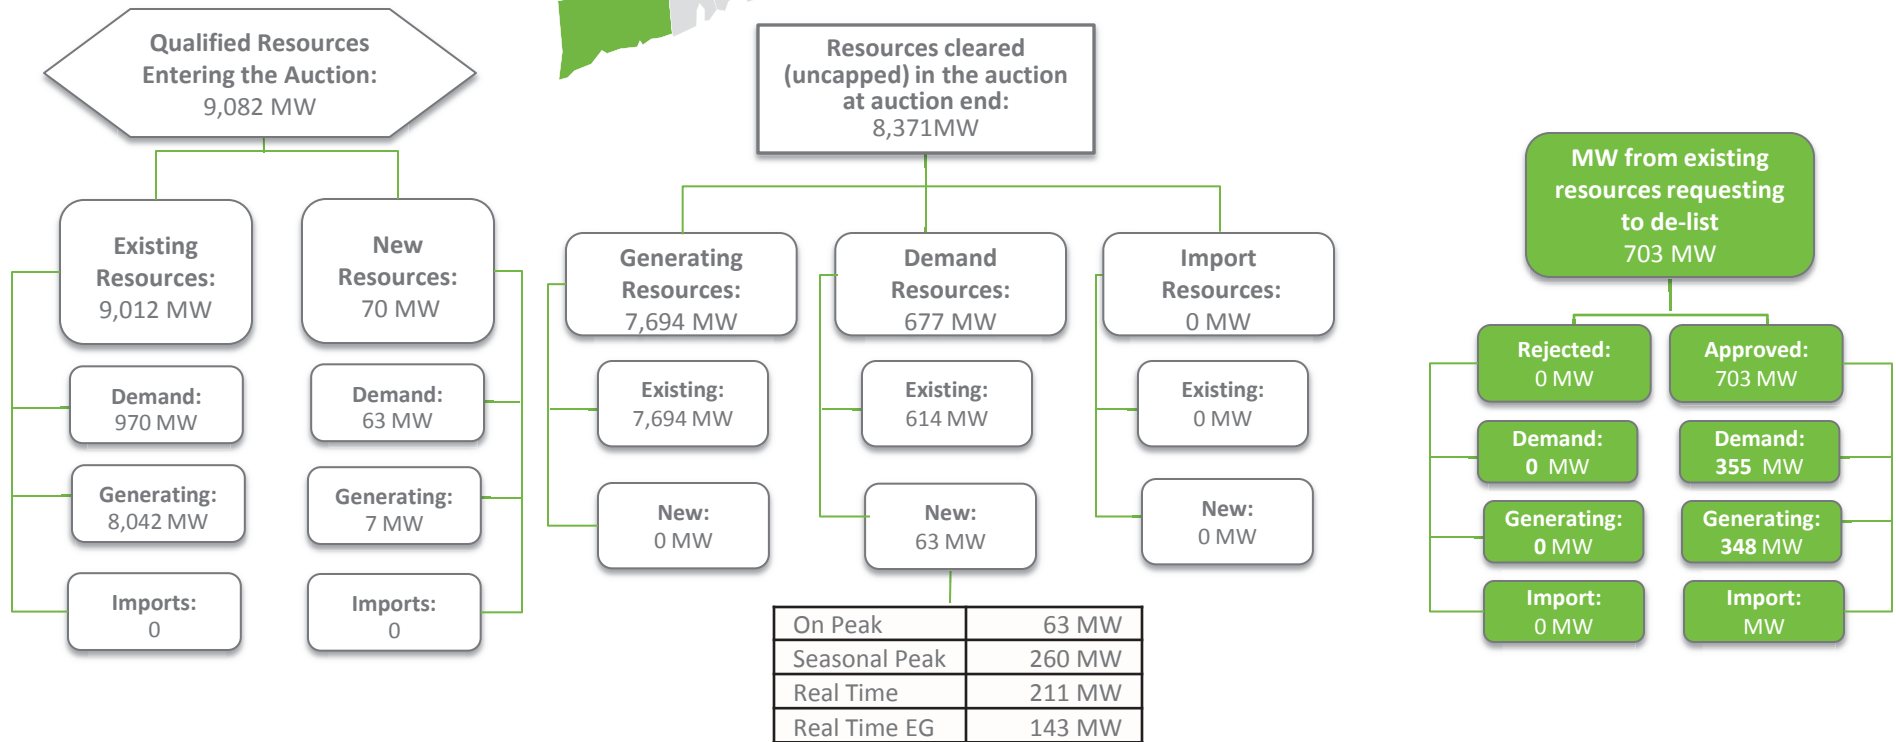 Qualified Resources
Entering the Auction:
9,082 MW
Existing
Resources:
9,012 MW
Demand:
970 MW
Generating:
8,042 MW
Imports:
0
New
Resources:
70 MW
Demand:
63 MW
Generating:
7 MW
Imports:
0
Resources cleared
(uncapped) in the auction
at auction end:
8,371MW
Generating
Resources:
7,694 MW
Existing:
7,694 MW
New:
0 MW
Demand
Resources:
677 MW
Existing:
614 MW
New:
63 MW
On Peak 63 MW
Seasonal Peak 260 MW
Real Time 211 MW
Real Time EG 143 MW
Import
Resources:
0 MW
Existing:
0 MW
New:
0 MW
MW from existing
resources requesting
to de-list
703 MW
Rejected:
0 MW
Demand:
0 MW
Generating:
0 MW
Import:
0 MW
Approved:
703 MW
Demand:
355 MW
Generating:
348 MW
Import:
MW